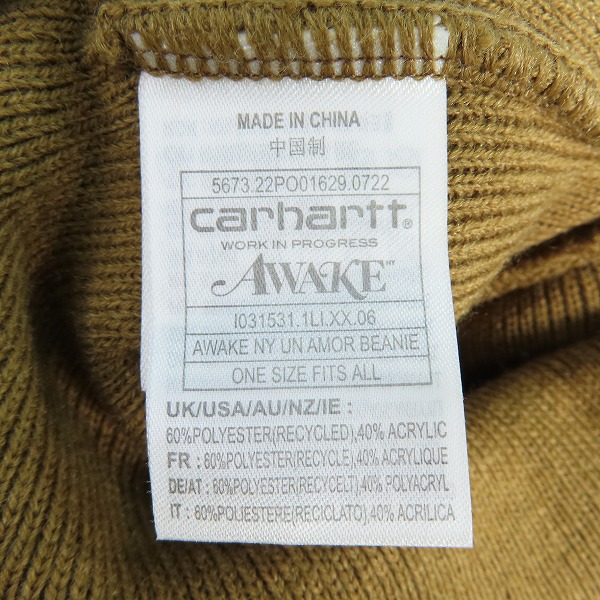 MADE IN CHINA
中国制
5673.22PO01629.0722
carhartt®
WORK IN PROGRESS
AWAKE™
I031531.1LI.XX.06
AWAKE NY UN AMOR BEANIE
ONE SIZE FITS ALL
UK/USA/AU/NZ/IE :
60%POLYESTER(RECYCLED),40% ACRYLIC
FR : 60%POLYESTER(RECYCLE),40% ACRYLIQUE
DE/AT : 60%POLYESTER(RECYCELT) 40% POLYACRYL
IT : 60%POLIESTERE(RECICLATO),40% ACRILICA